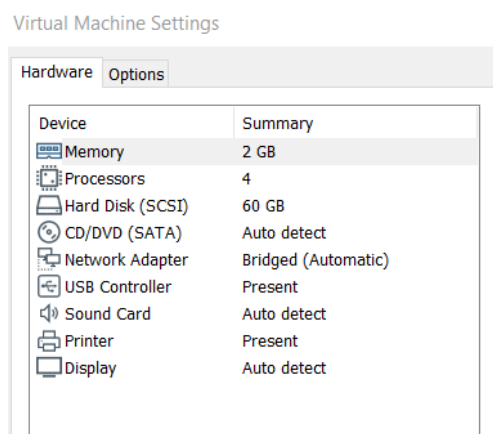 Virtual Machine Settings
Hardware Options
Device Summary
Memory 2 GB
Processors 4
Hard Disk (SCSI) 60 GB
CD/DVD (SATA) Auto detect
Network Adapter Bridged (Automatic)
USB Controller Present
Sound Card Auto detect
Printer Present
Display Auto detect